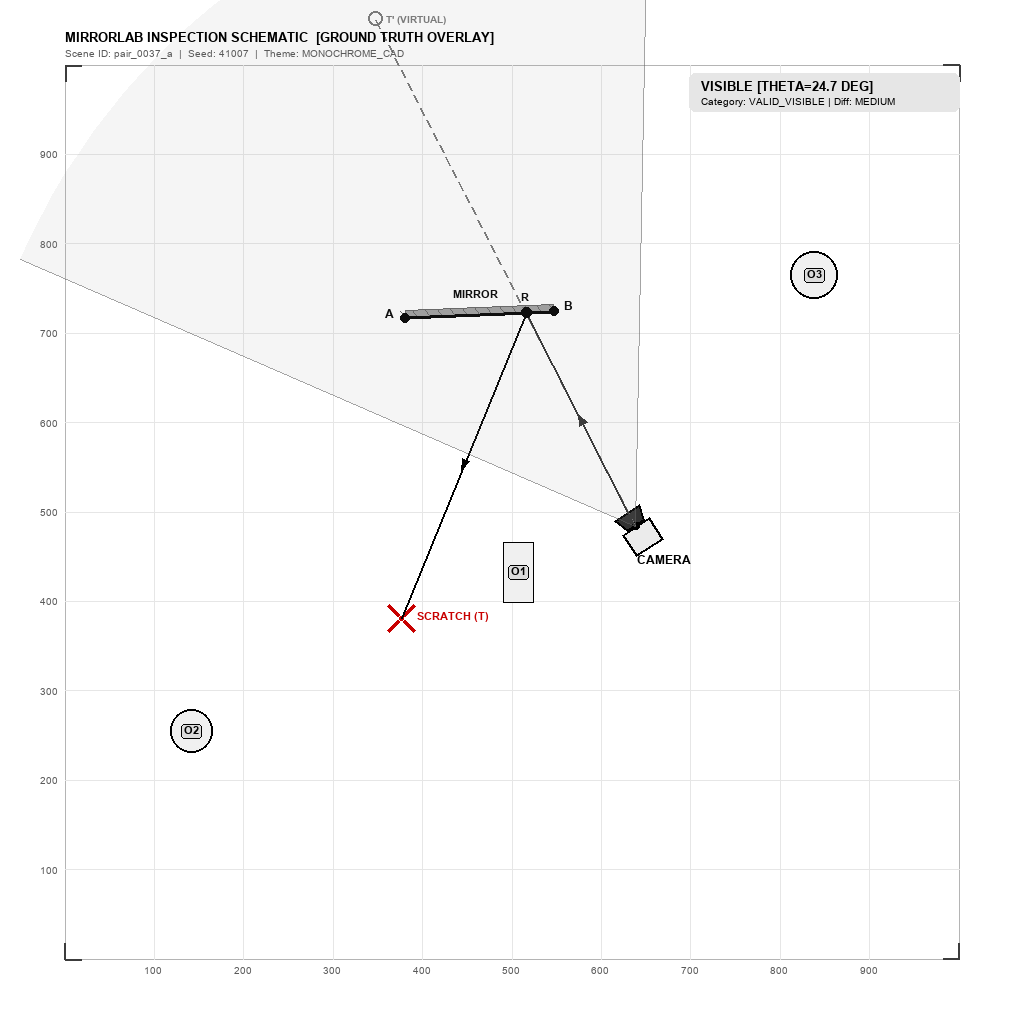 T' (VIRTUAL)
MIRRORLAB INSPECTION SCHEMATIC  [GROUND TRUTH OVERLAY]
Scene ID: pair_0037_a  |  Seed: 41007  |  Theme: MONOCHROME_CAD
VISIBLE [THETA=24.7 DEG]
Category: VALID_VISIBLE | Diff: MEDIUM
900
800
O3
MIRROR
R
A
B
700
600
500
CAMERA
O1
400
SCRATCH (T)
300
O2
200
100
100 200 300 400 500 600 700 800 900